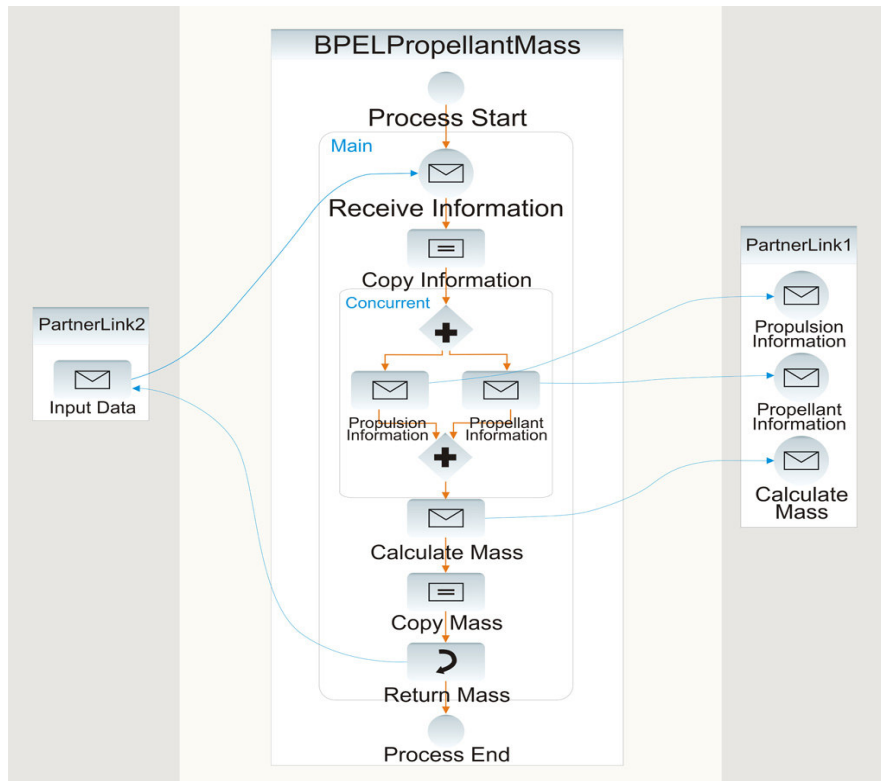 BPELPropellantMass
Process Start
Main
Receive Information
Copy Information
Concurrent
Propulsion
Information
Propellant
Information
Calculate Mass
Copy Mass
Return Mass
Process End
PartnerLink2
Input Data
PartnerLink1
Propulsion
Information
Propellant
Information
Calculate
Mass